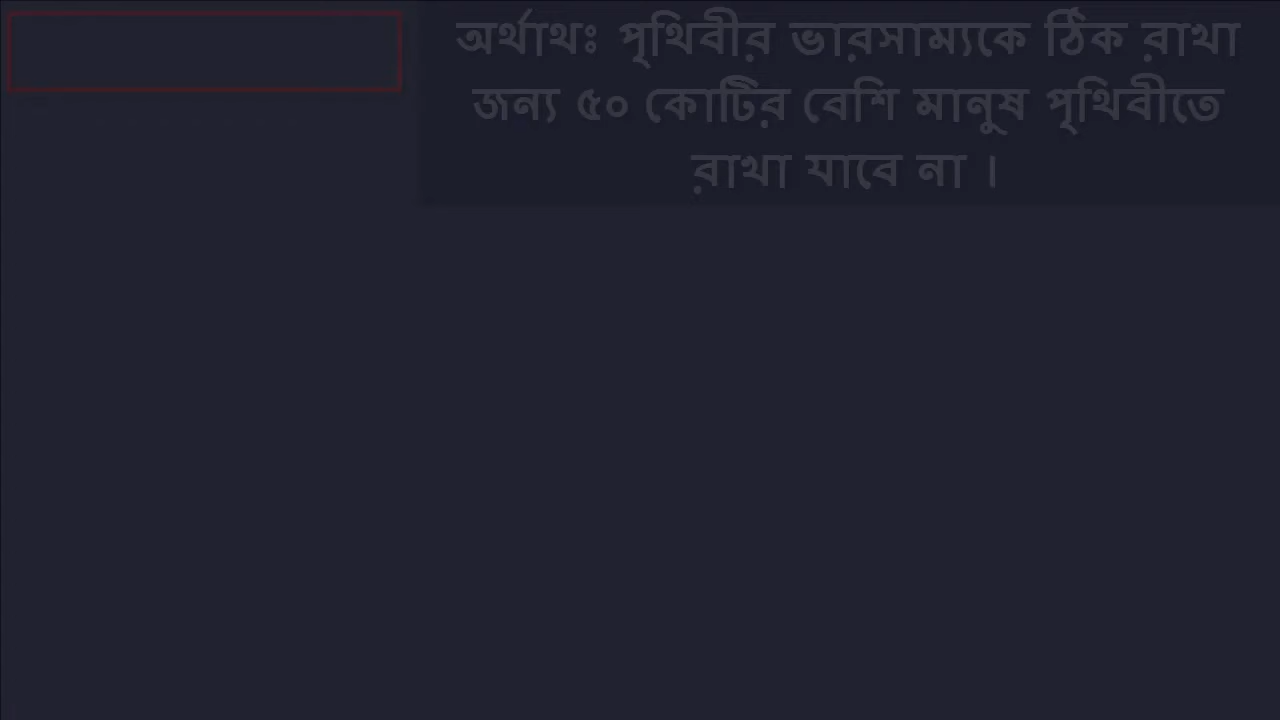 অর্থাথঃ পৃথিবীর ভারসাম্যকে ঠিক রাখা
জন্য ৫০ কোটির বেশি মানুষ পৃথিবীতে
রাখা যাবে না ।